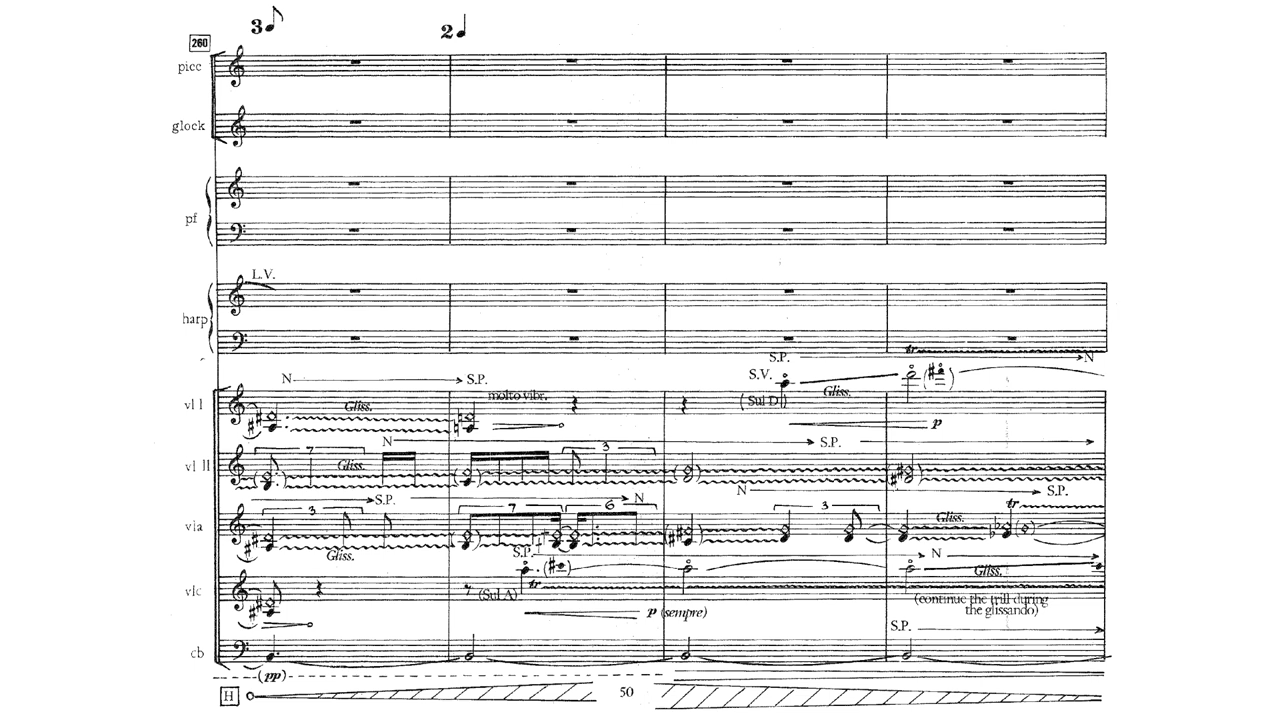 3 2
260
picc
glock
pf
L.V.
harp
tr
S.P. N
N S.P. S.V.
vl I Gliss. molto vibr. (Sul D) Gliss.
p
N S.P.
7 3
vl II Gliss.
S.P. N N S.P.
3 7 6 3 tr
vla Gliss.
Gliss. S.P. N
tr Gliss.
vlc (Sul A) (continue the trill during
the glissando)
p (sempre)
S.P.
cb
(pp)
H 50